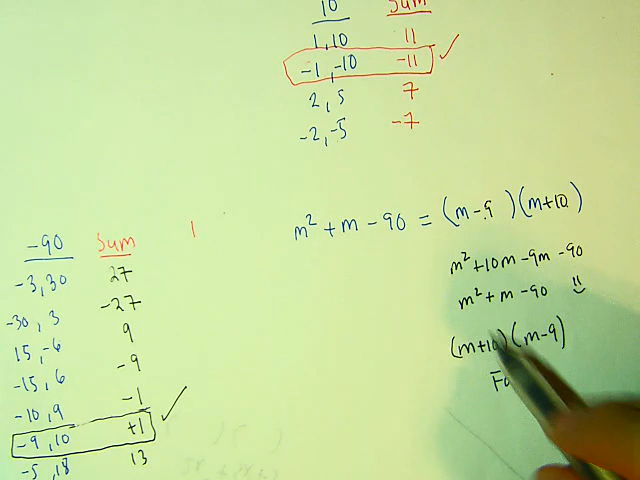 10 Sum
1,10 11
-1,-10 -11
2,5 7
-2,-5 -7
m² + m - 90 = (m-9)(m+10)
m² + 10m - 9m - 90
m² + m - 90
(m+10)(m-9)
-90 Sum 1
-3,30 27
-30,3 -27
15,-6 9
-15,6 -9
-10,9 -1
-9,10 +1
-5,18 13